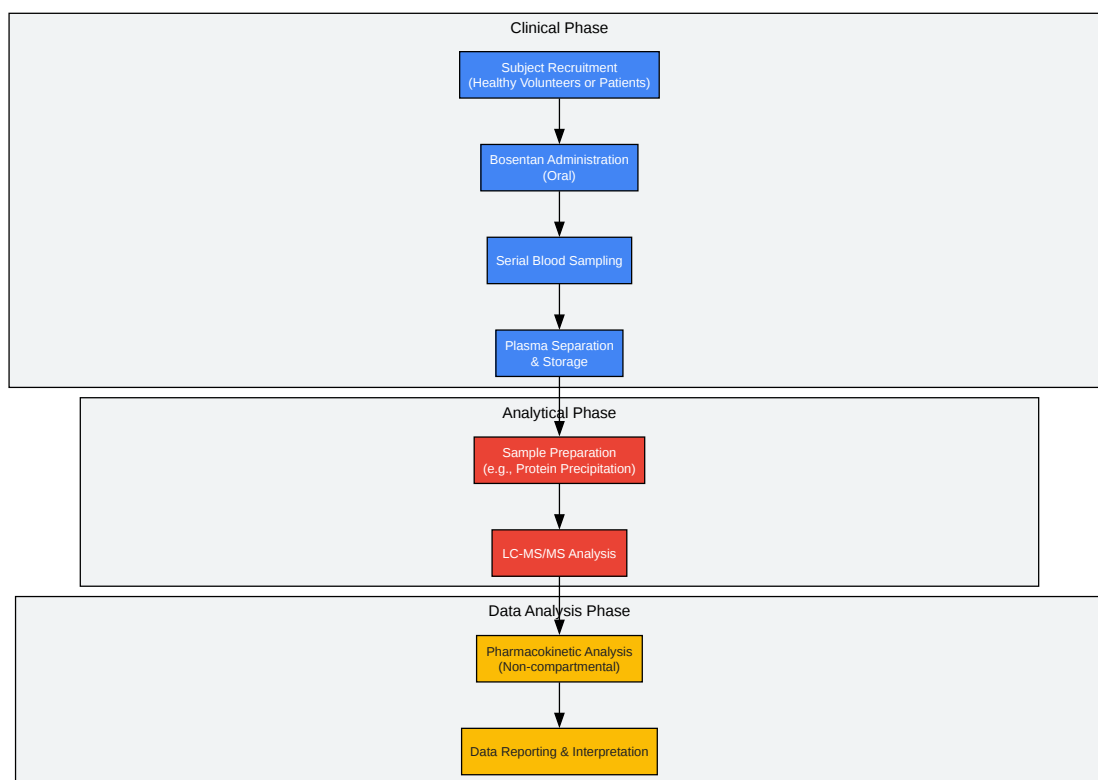 Clinical Phase
Subject Recruitment
(Healthy Volunteers or Patients)
Bosentan Administration
(Oral)
Serial Blood Sampling
Plasma Separation
& Storage
Analytical Phase
Sample Preparation
(e.g., Protein Precipitation)
LC-MS/MS Analysis
Data Analysis Phase
Pharmacokinetic Analysis
(Non-compartmental)
Data Reporting & Interpretation